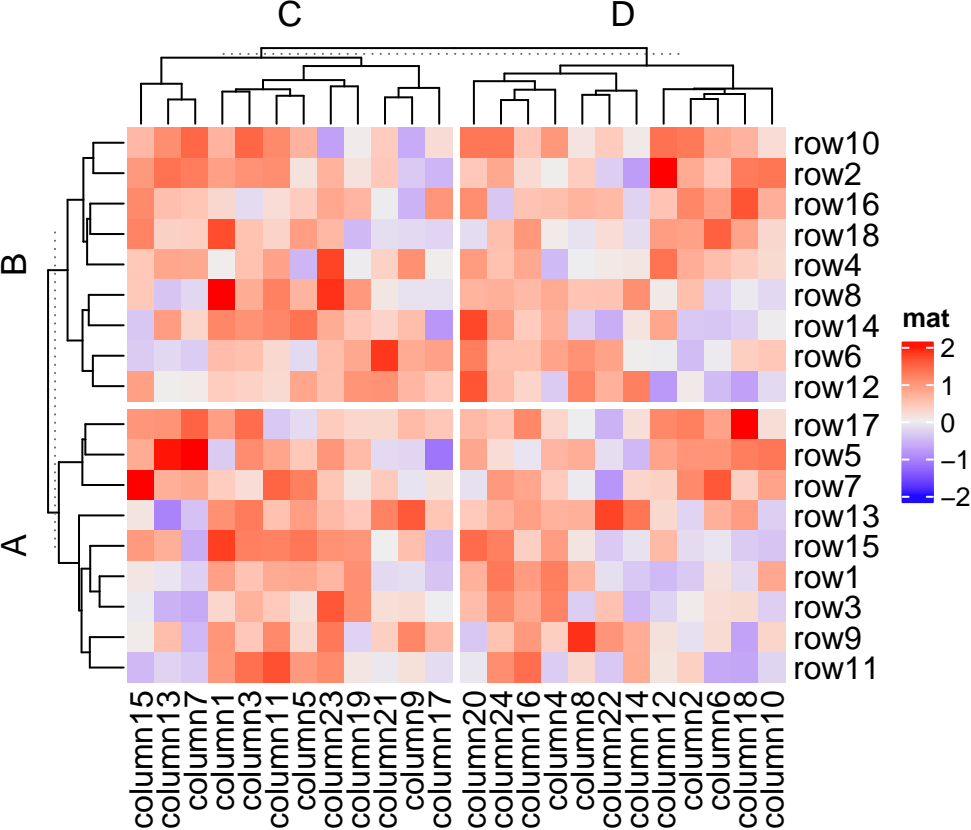 C
D
B
A
row10
row2
row16
row18
row4
row8
row14
row6
row12
row17
row5
row7
row13
row15
row1
row3
row9
row11
mat
2
1
0
−1
−2
column15
column13
column7
column1
column3
column11
column5
column23
column19
column21
column9
column17
column20
column24
column16
column4
column8
column22
column14
column12
column2
column6
column18
column10